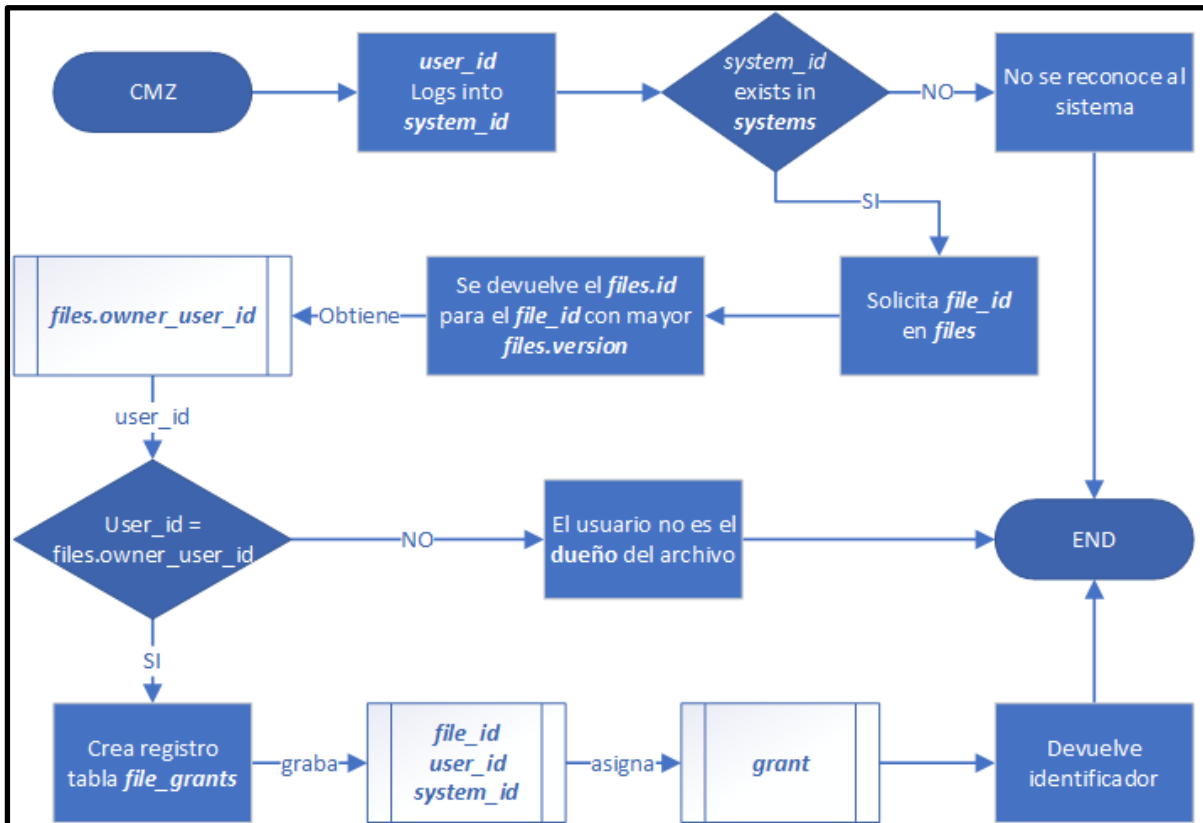 CMZ
user_id
Logs into
system_id
system_id
exists in
systems
NO
No se reconoce al
sistema
SI
Solicita file_id
en files
Se devuelve el files.id
para el file_id con mayor
files.version
Obtiene
files.owner_user_id
user_id
User_id =
files.owner_user_id
NO
El usuario no es el
dueño del archivo
END
SI
Crea registro
tabla file_grants
graba
file_id
user_id
system_id
asigna
grant
Devuelve
identificador